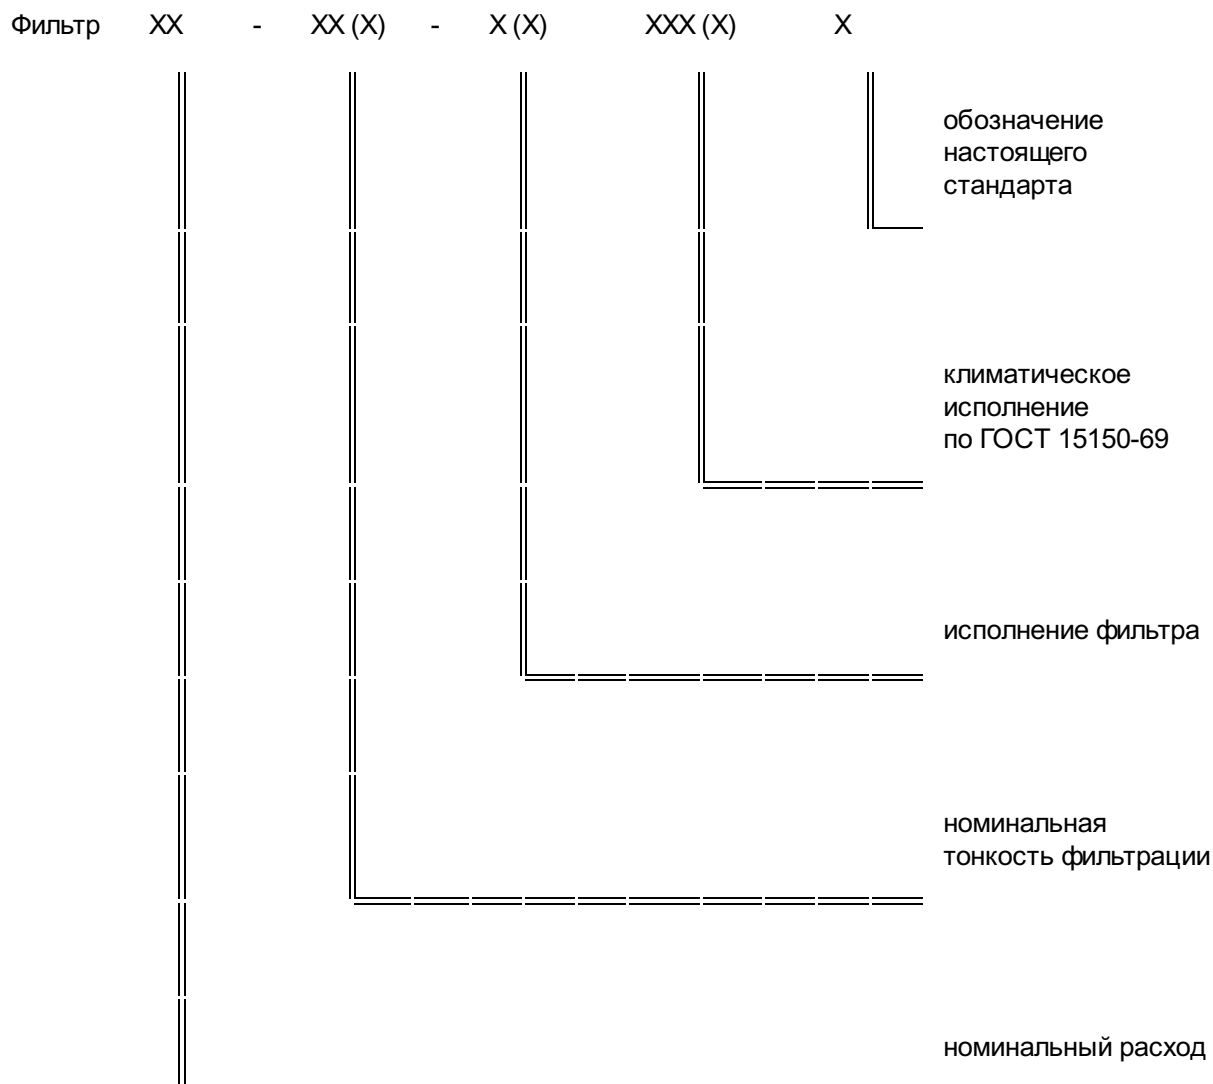 Фильтр XX - XX (X) - X (X) XXX (X) X
обозначение
настоящего
стандарта
климатическое
исполнение
по ГОСТ 15150-69
исполнение фильтра
номинальная
тонкость фильтрации
номинальный расход